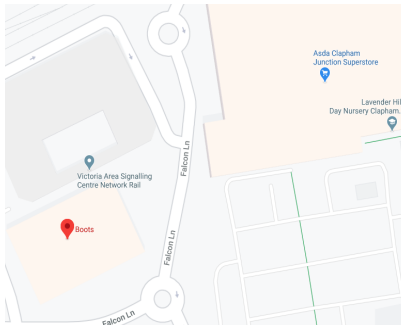 Asda Clapham
Junction Superstore
Lavender Hil
Day Nursery Clapham.
Falcon Ln
Victoria Area Signalling
Centre Network Rail
Boots
Falcon Ln
Falcon Ln